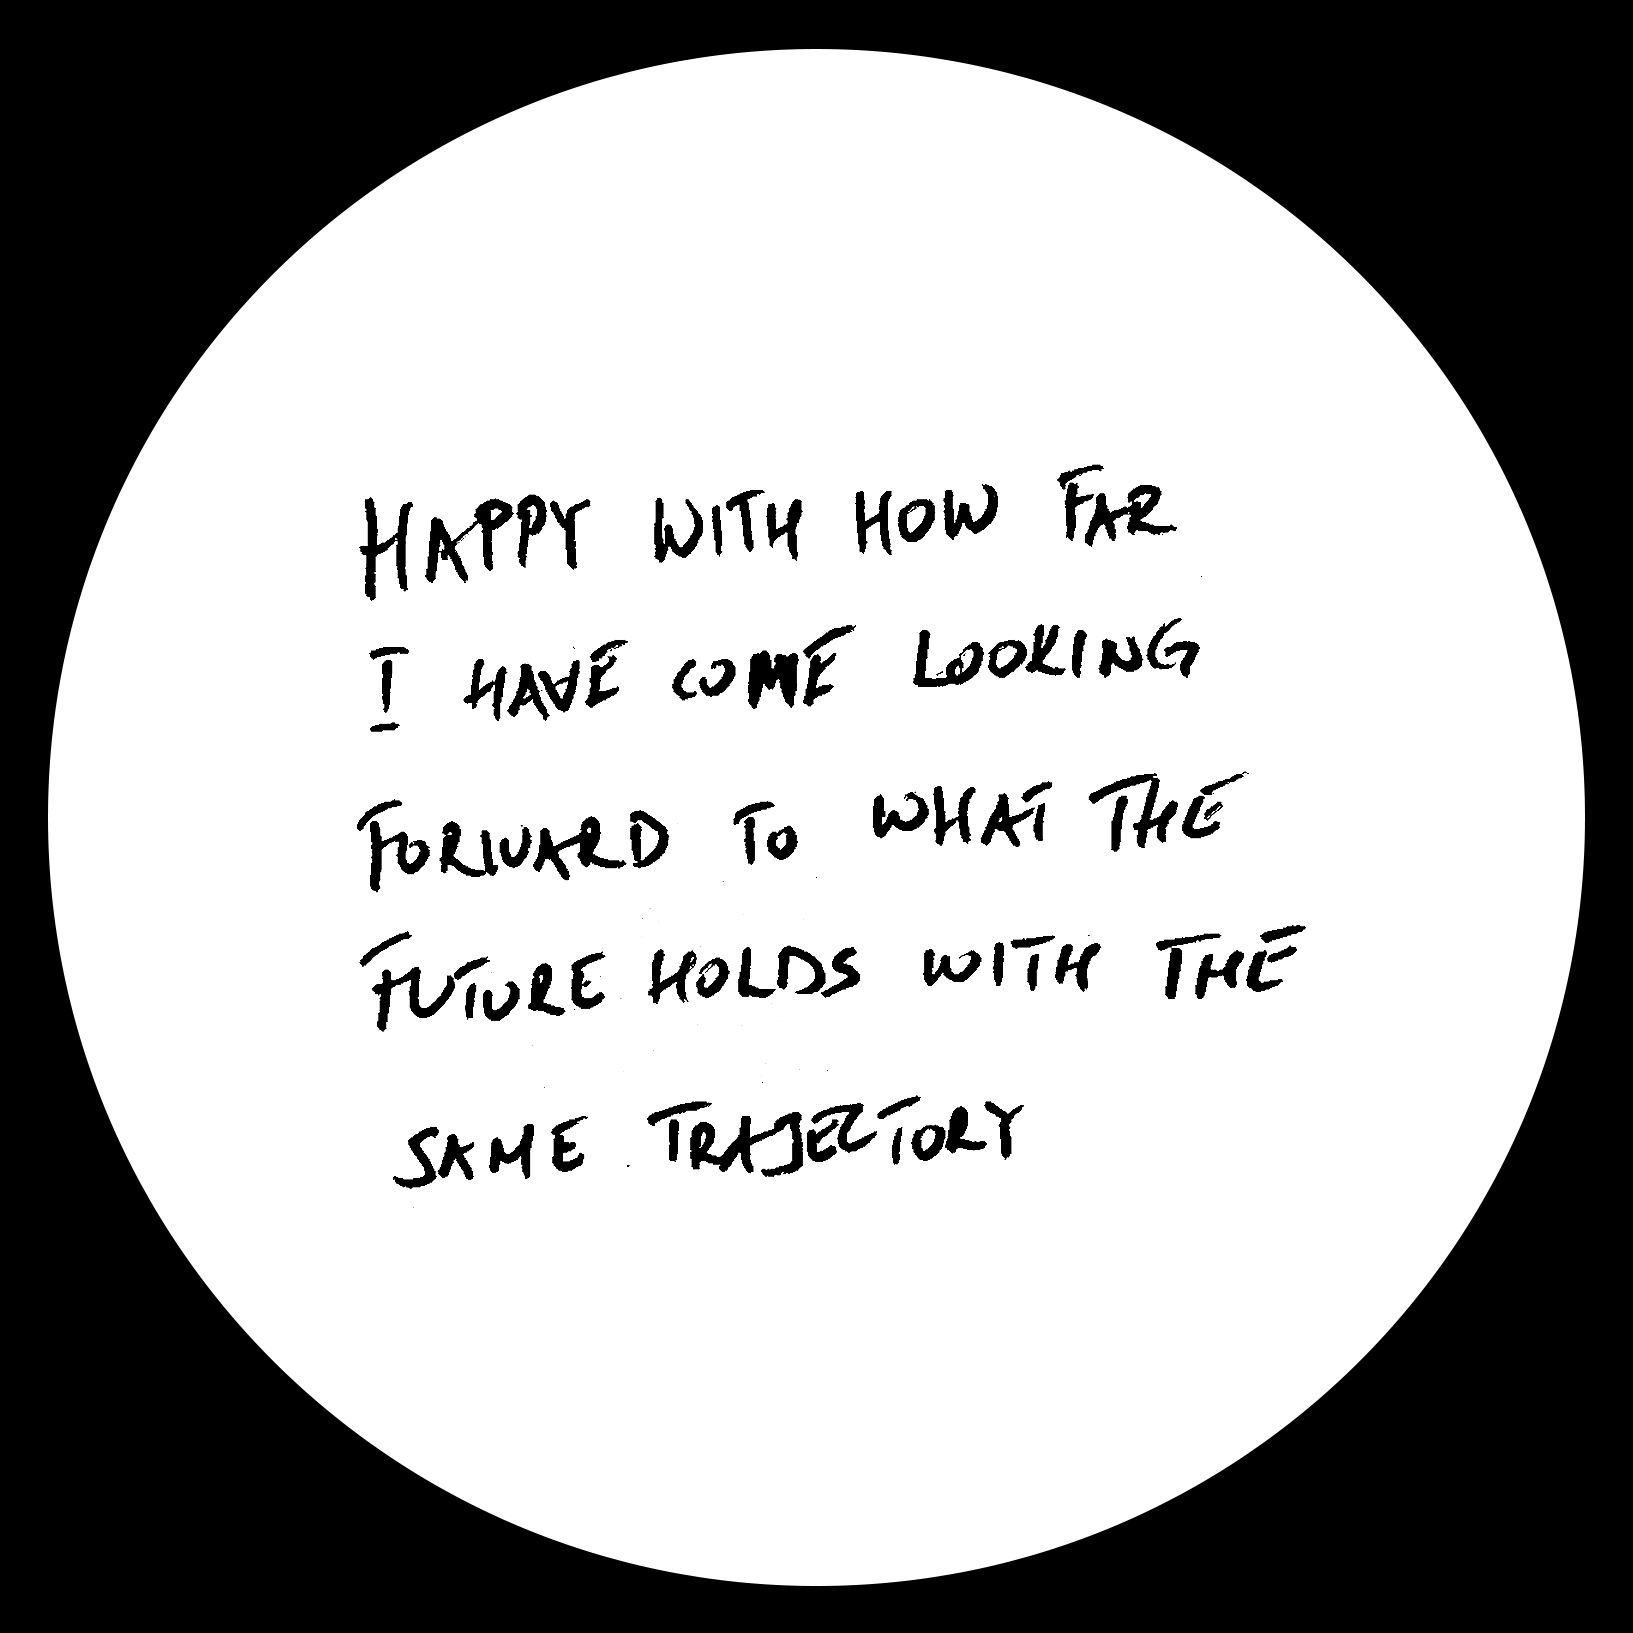 HAPPY WITH HOW FAR
I HAVE COME LOOKING
FORWARD TO WHAT THE
FUTURE HOLDS WITH THE
SAME TRAJECTORY